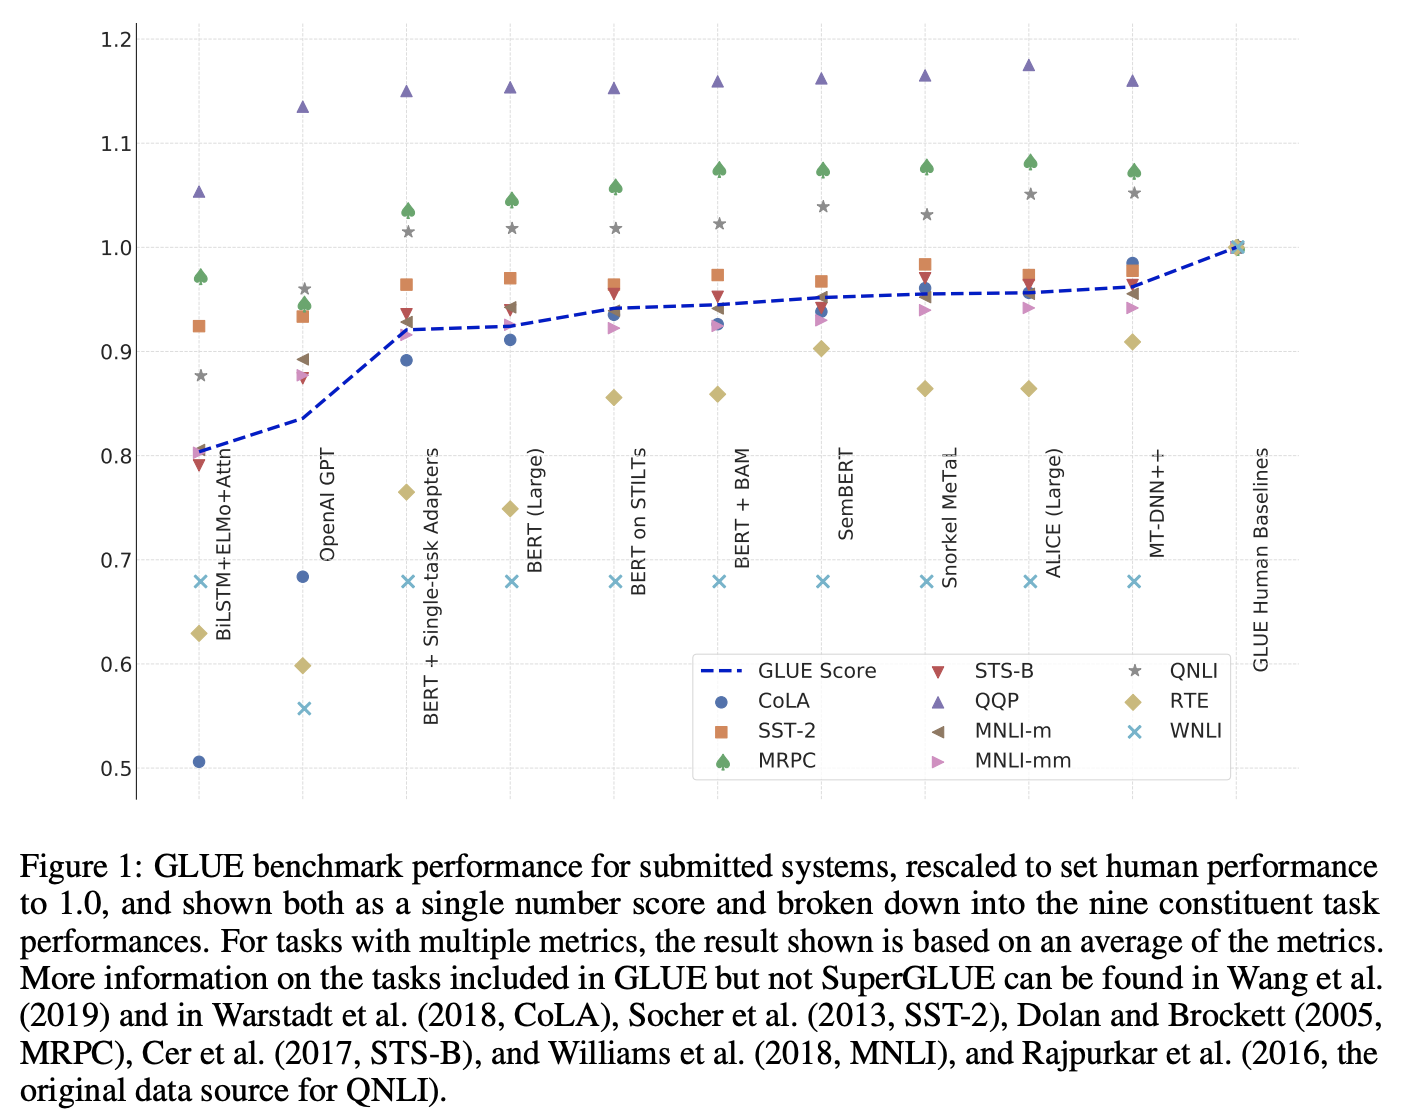 1.2
1.1
1.0
0.9
0.8
0.7
0.6
0.5
BiLSTM+ELMo+Attn
OpenAI GPT
BERT + Single-task Adapters
BERT (Large)
BERT on STILTs
BERT + BAM
SemBERT
Snorkel MeTaL
ALICE (Large)
MT-DNN++
GLUE Human Baselines
GLUE Score
CoLA
SST-2
MRPC
STS-B
QQP
MNLI-m
MNLI-mm
QNLI
RTE
WNLI
Figure 1: GLUE benchmark performance for submitted systems, rescaled to set human performance
to 1.0, and shown both as a single number score and broken down into the nine constituent task
performances. For tasks with multiple metrics, the result shown is based on an average of the metrics.
More information on the tasks included in GLUE but not SuperGLUE can be found in Wang et al.
(2019) and in Warstadt et al. (2018, CoLA), Socher et al. (2013, SST-2), Dolan and Brockett (2005,
MRPC), Cer et al. (2017, STS-B), and Williams et al. (2018, MNLI), and Rajpurkar et al. (2016, the
original data source for QNLI).